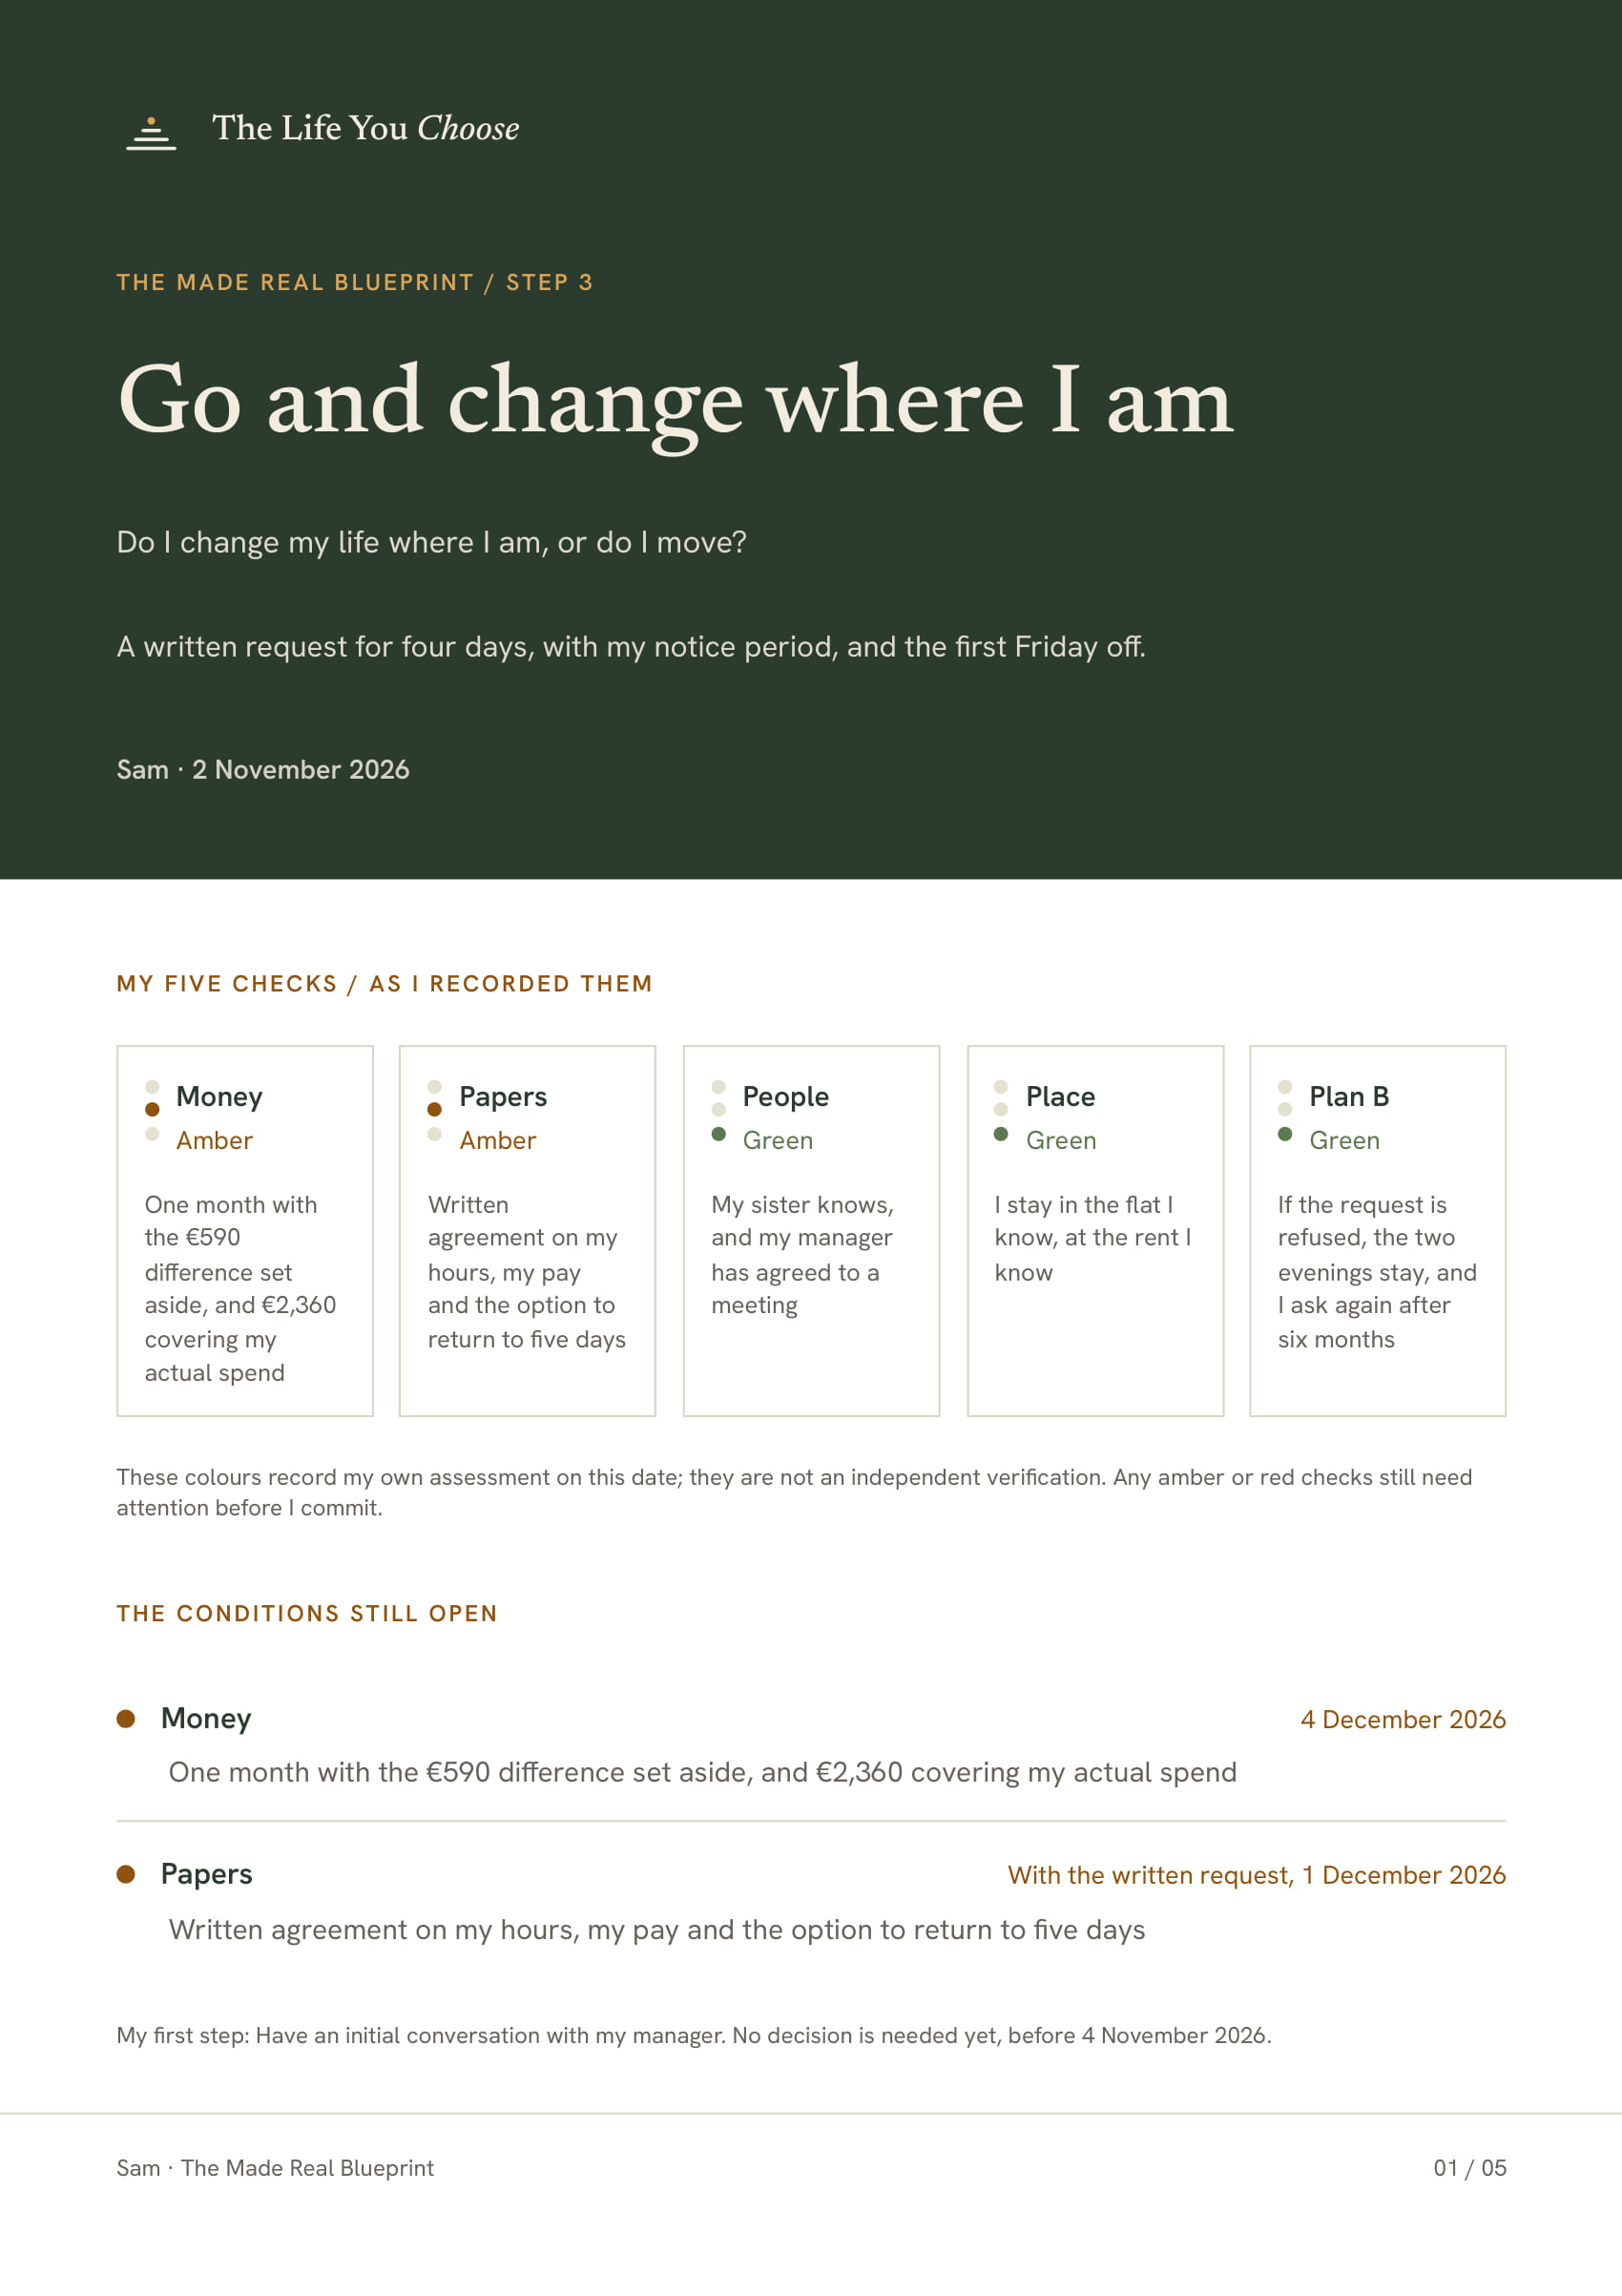 The Life You Choose
THE MADE REAL BLUEPRINT / STEP 3
Go and change where I am
Do I change my life where I am, or do I move?
A written request for four days, with my notice period, and the first Friday off.
Sam · 2 November 2026
MY FIVE CHECKS / AS I RECORDED THEM
Money
Amber
One month with
the €590
difference set
aside, and €2,360
covering my
actual spend
Papers
Amber
Written
agreement on my
hours, my pay
and the option to
return to five days
People
Green
My sister knows,
and my manager
has agreed to a
meeting
Place
Green
I stay in the flat I
know, at the rent I
know
Plan B
Green
If the request is
refused, the two
evenings stay, and
I ask again after
six months
These colours record my own assessment on this date; they are not an independent verification. Any amber or red checks still need
attention before I commit.
THE CONDITIONS STILL OPEN
Money
4 December 2026
One month with the €590 difference set aside, and €2,360 covering my actual spend
Papers
With the written request, 1 December 2026
Written agreement on my hours, my pay and the option to return to five days
My first step: Have an initial conversation with my manager. No decision is needed yet, before 4 November 2026.
Sam · The Made Real Blueprint
01 / 05